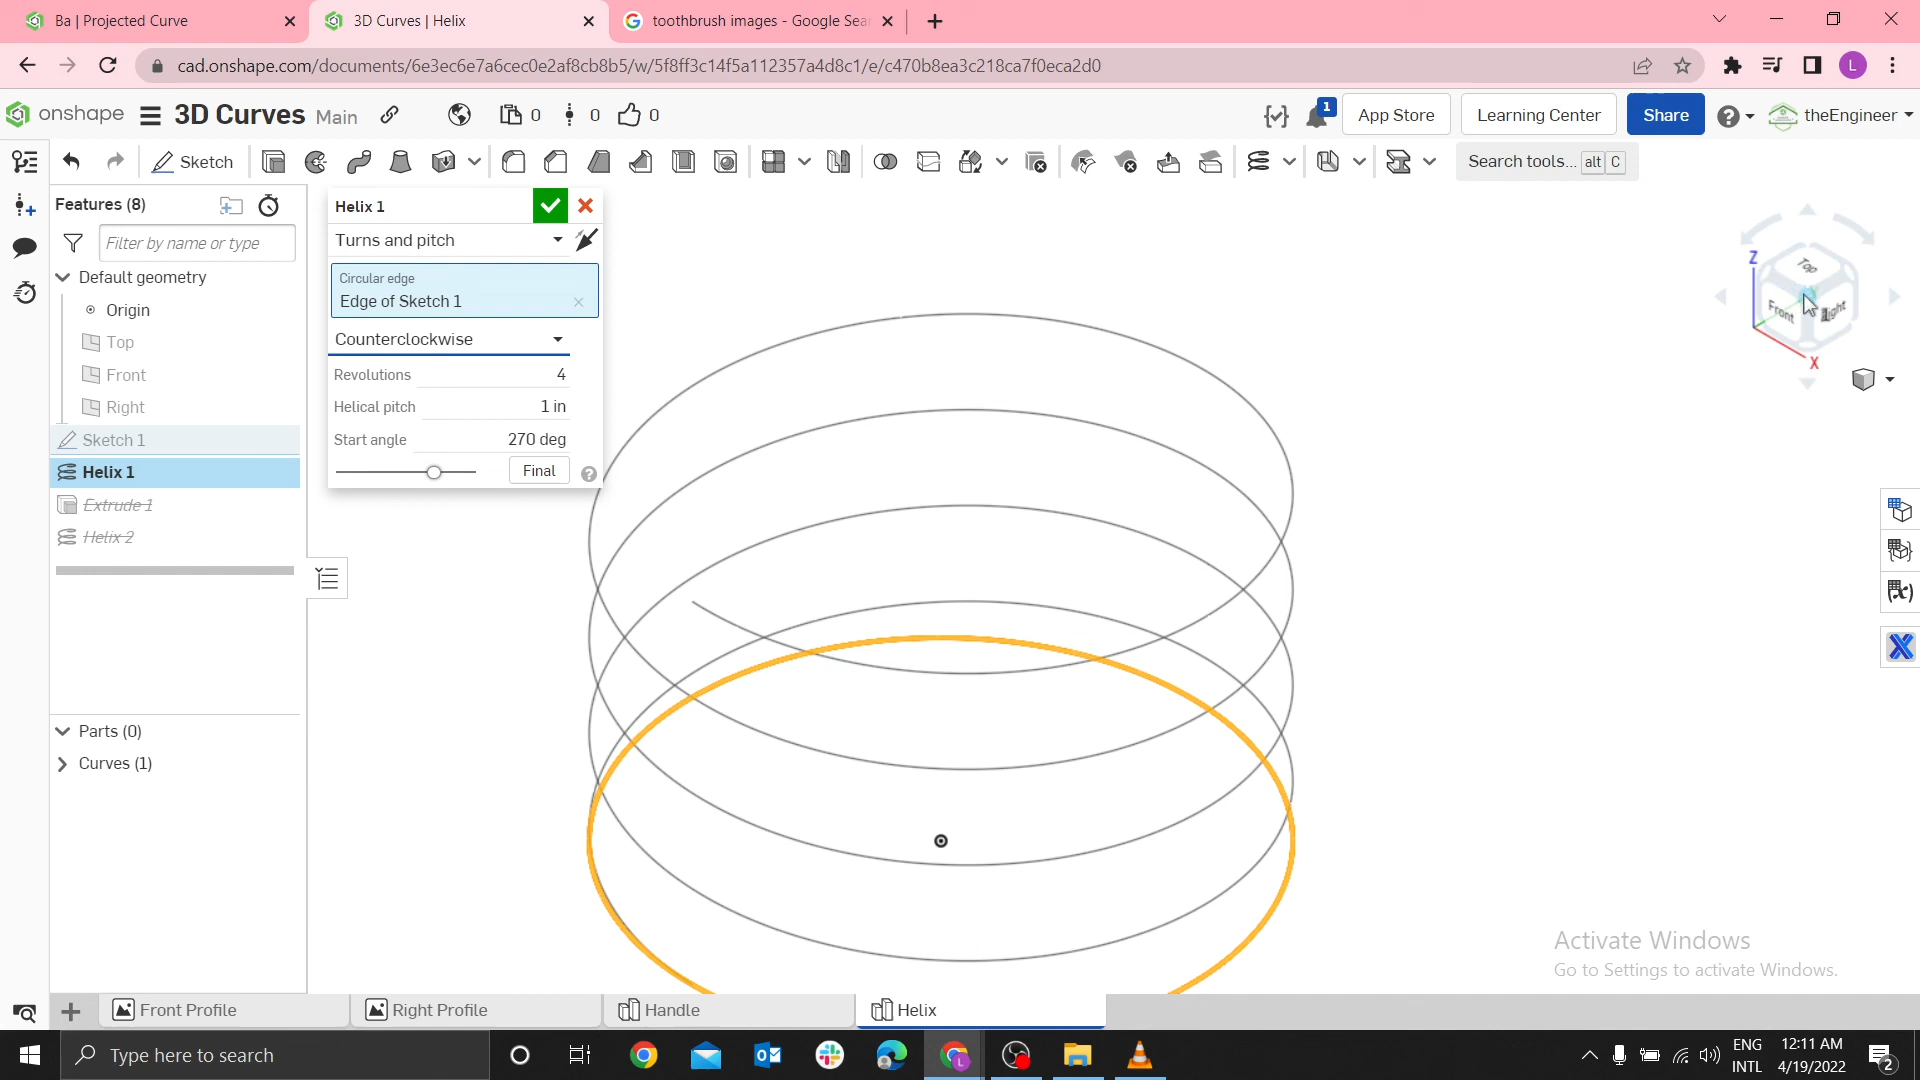 Ba | Projected Curve
3D Curves | Helix
toothbrush images - Google Sea
cad.onshape.com/documents/6e3ec6e7a6cec0e2af8cb8b5/w/5f8ff3c14f5a112357a4d8c1/e/c470b8ea3c218ca7f0eca2d0
L
onshape
3D Curves Main
0
0
0
1
App Store
Learning Center
Share
theEngineer
Sketch
Search tools... alt C
Features (8)
Filter by name or type
Default geometry
Origin
Top
Front
Right
Sketch 1
Helix 1
Extrude 1
Helix 2
Parts (0)
Curves (1)
Helix 1
Turns and pitch
Circular edge
Edge of Sketch 1
Counterclockwise
Revolutions 4
Helical pitch 1 in
Start angle 270 deg
Final
Z
Top
Front
Right
X
Activate Windows
Go to Settings to activate Windows.
Front Profile
Right Profile
Handle
Helix
Type here to search
L
ENG
INTL
12:11 AM
4/19/2022
2